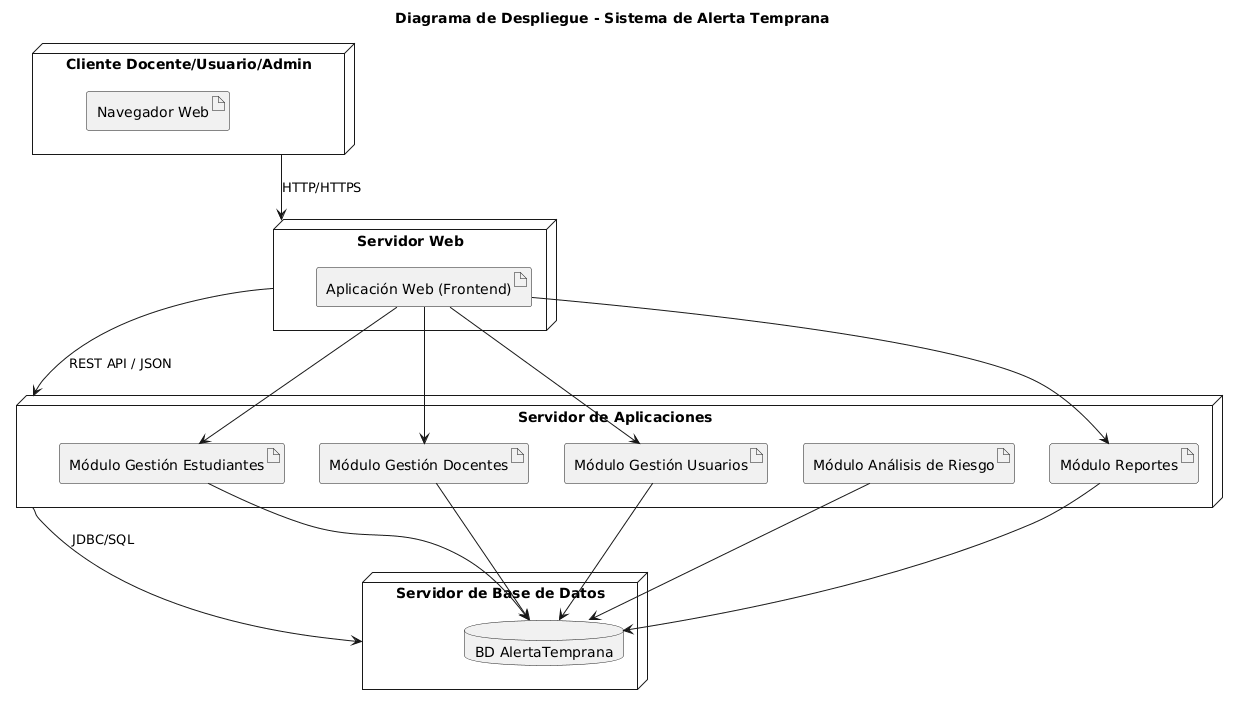 Diagrama de Despliegue - Sistema de Alerta Temprana
Cliente Docente/Usuario/Admin
Navegador Web
HTTP/HTTPS
Servidor Web
Aplicación Web (Frontend)
REST API / JSON
Servidor de Aplicaciones
Módulo Gestión Estudiantes
Módulo Gestión Docentes
Módulo Gestión Usuarios
Módulo Análisis de Riesgo
Módulo Reportes
JDBC/SQL
Servidor de Base de Datos
BD AlertaTemprana